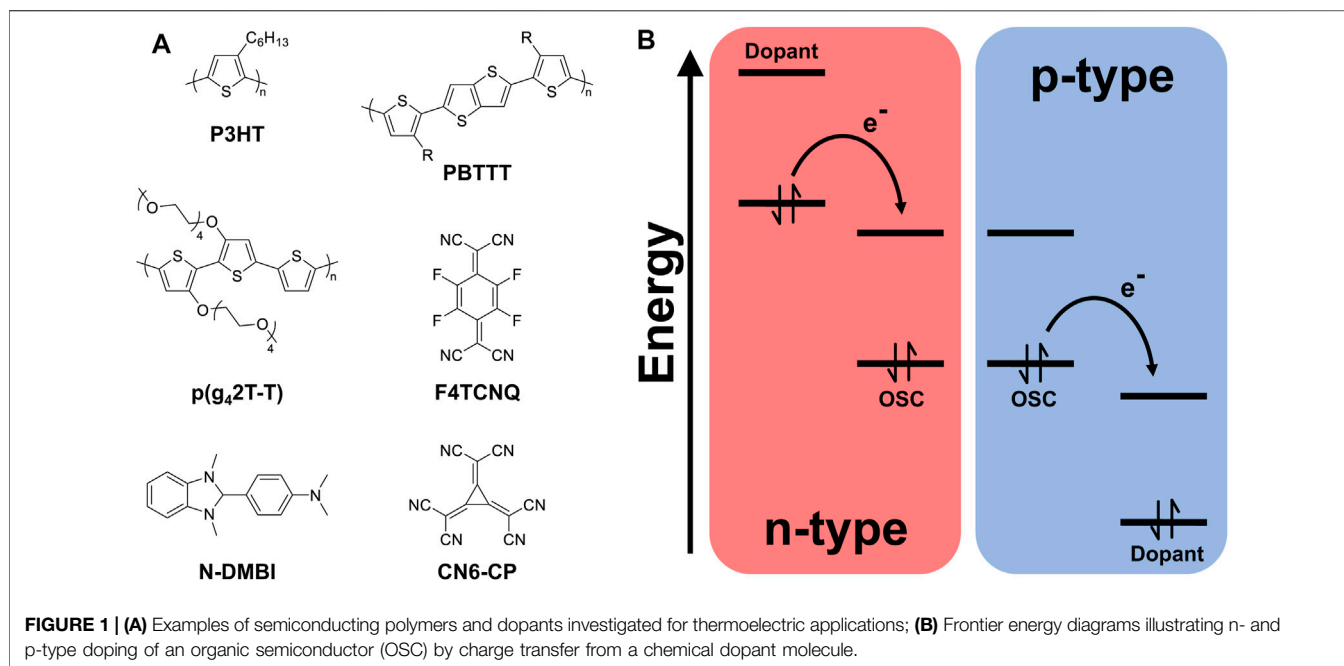 A
C6H13
S
n
P3HT
R
S
S
S
S
n
R
PBTTT
O
4
O
S
S
S
n
O
O
4
p(g₄2T-T)
NC CN
F F
F F
NC CN
F4TCNQ
N
N
N
N-DMBI
NC CN
NC CN
CN NC
CN6-CP
B
Energy
Dopant
e⁻
OSC
n-type
p-type
e⁻
OSC
Dopant
FIGURE 1 | (A) Examples of semiconducting polymers and dopants investigated for thermoelectric applications; (B) Frontier energy diagrams illustrating n- and
p-type doping of an organic semiconductor (OSC) by charge transfer from a chemical dopant molecule.